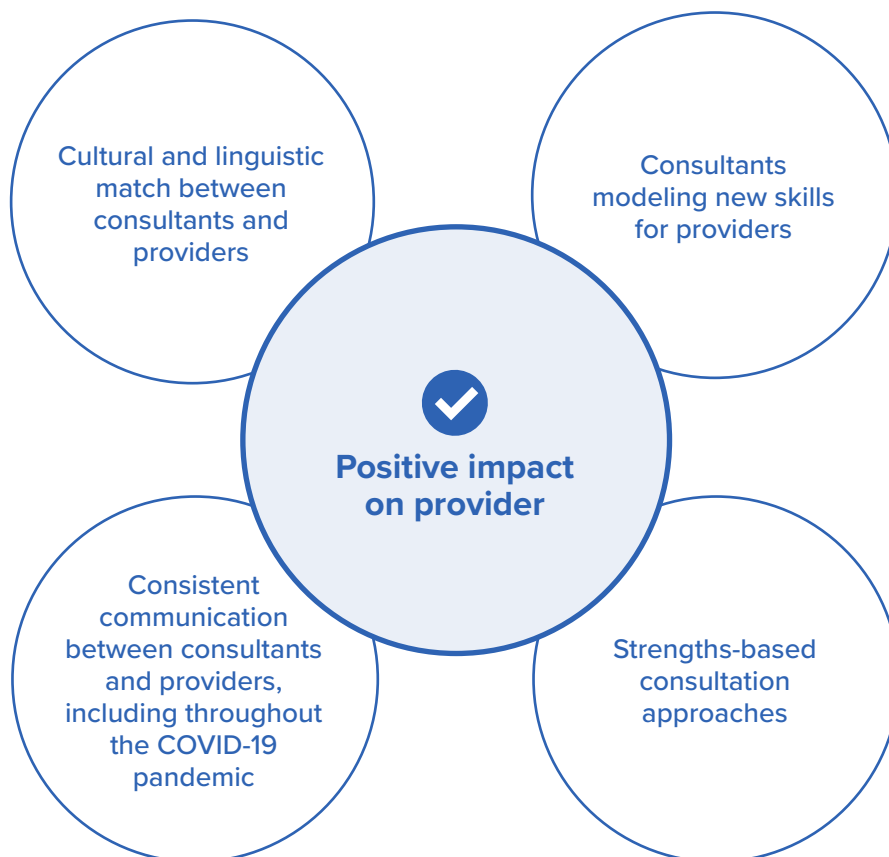 Cultural and linguistic
match between
consultants and
providers
Consultants
modeling new skills
for providers
Positive impact
on provider
Consistent
communication
between consultants
and providers,
including throughout
the COVID-19
pandemic
Strengths-based
consultation
approaches